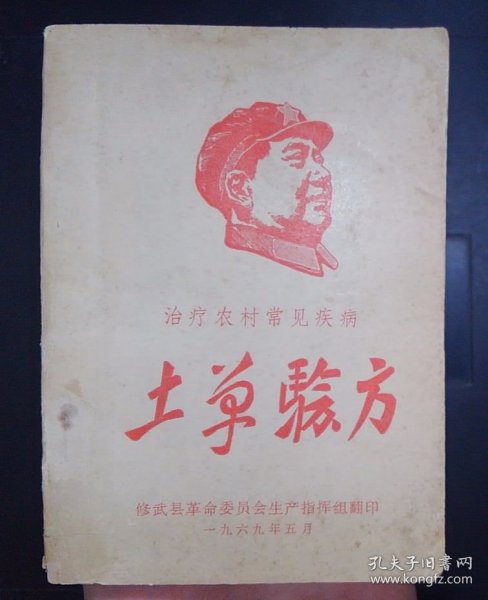 治疗农村常见疾病
土单验方
修武县革命委员会生产指挥组翻印
一九六九年五月
孔夫子旧书网
www.kongfz.com